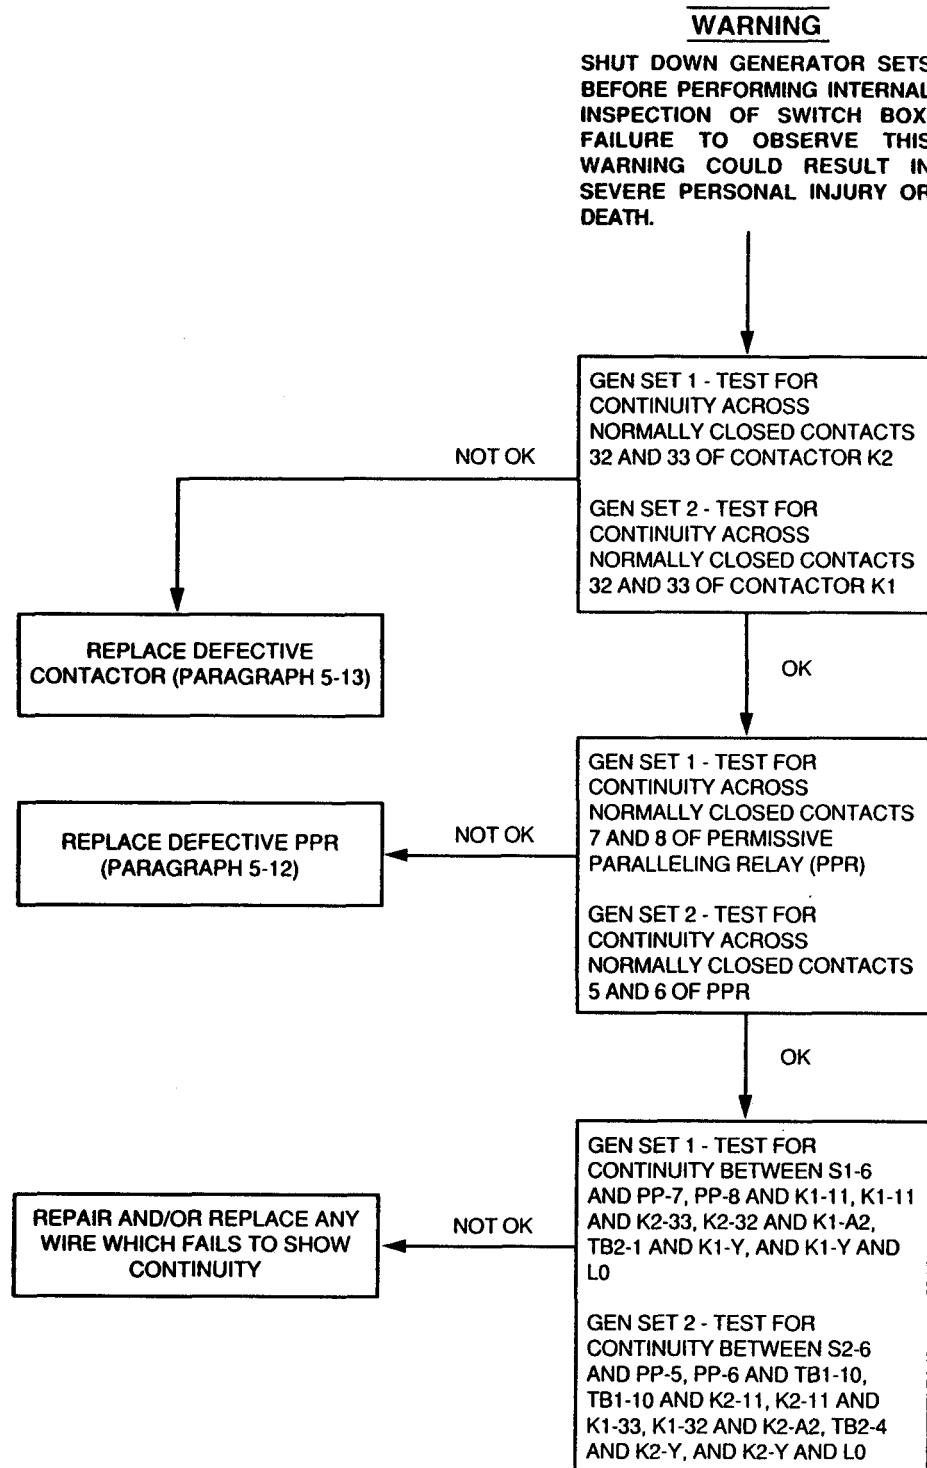 WARNING
SHUT DOWN GENERATOR SETS
BEFORE PERFORMING INTERNAL
INSPECTION OF SWITCH BOX
FAILURE TO OBSERVE THIS
WARNING COULD RESULT IN
SEVERE PERSONAL INJURY OR
DEATH.
GEN SET 1 - TEST FOR
CONTINUITY ACROSS
NORMALLY CLOSED CONTACTS
32 AND 33 OF CONTACTOR K2
GEN SET 2 - TEST FOR
CONTINUITY ACROSS
NORMALLY CLOSED CONTACTS
32 AND 33 OF CONTACTOR K1
NOT OK
REPLACE DEFECTIVE
CONTACTOR (PARAGRAPH 5-13)
OK
GEN SET 1 - TEST FOR
CONTINUITY ACROSS
NORMALLY CLOSED CONTACTS
7 AND 8 OF PERMISSIVE
PARALLELING RELAY (PPR)
GEN SET 2 - TEST FOR
CONTINUITY ACROSS
NORMALLY CLOSED CONTACTS
5 AND 6 OF PPR
NOT OK
REPLACE DEFECTIVE PPR
(PARAGRAPH 5-12)
OK
GEN SET 1 - TEST FOR
CONTINUITY BETWEEN S1-6
AND PP-7, PP-8 AND K1-11, K1-11
AND K2-33, K2-32 AND K1-A2,
TB2-1 AND K1-Y, AND K1-Y AND
L0
GEN SET 2 - TEST FOR
CONTINUITY BETWEEN S2-6
AND PP-5, PP-6 AND TB1-10,
TB1-10 AND K2-11, K2-11 AND
K1-33, K1-32 AND K2-A2, TB2-4
AND K2-Y, AND K2-Y AND L0
NOT OK
REPAIR AND/OR REPLACE ANY
WIRE WHICH FAILS TO SHOW
CONTINUITY